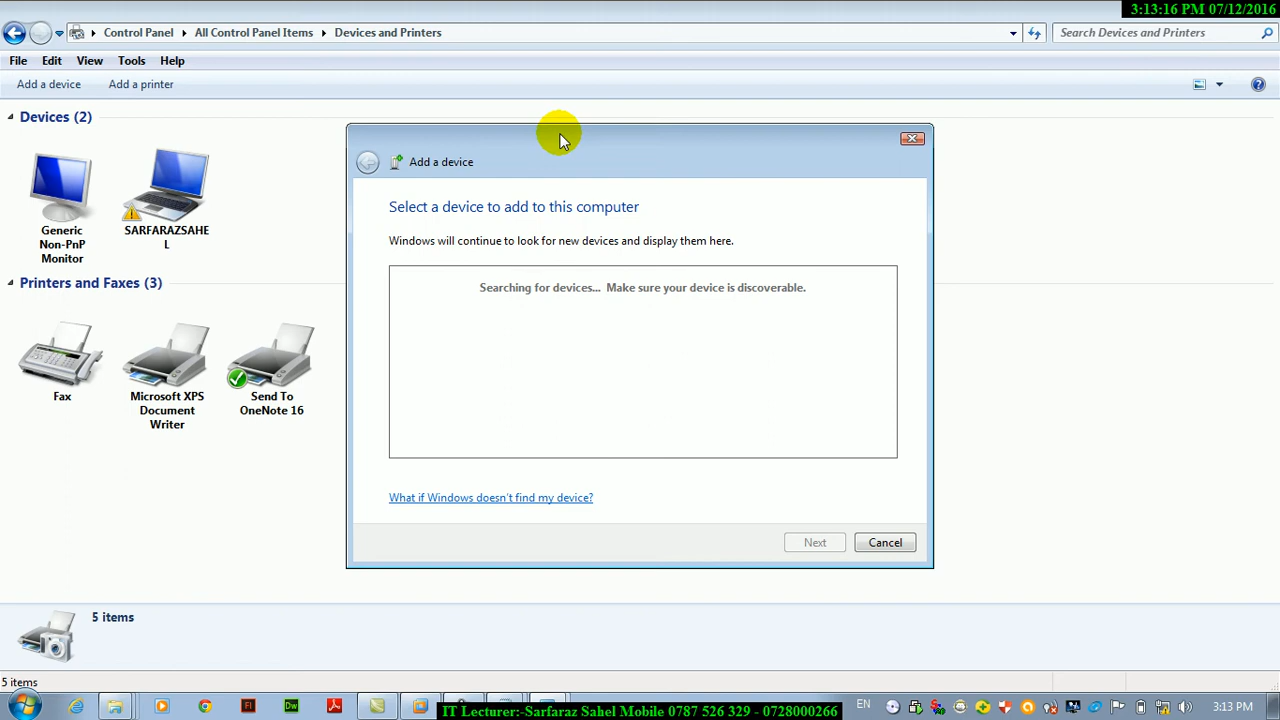 3:13:16 PM 07/12/2016
Control Panel
All Control Panel Items
Devices and Printers
Search Devices and Printers
File Edit View Tools Help
Add a device Add a printer
Devices (2)
Generic
Non-PnP
Monitor
SARFARAZSAHE
L
Printers and Faxes (3)
Fax
Microsoft XPS
Document
Writer
Send To
OneNote 16
Add a device
Select a device to add to this computer
Windows will continue to look for new devices and display them here.
Searching for devices... Make sure your device is discoverable.
What if Windows doesn't find my device?
Next
Cancel
5 items
5 items
Fl
Dw
IT Lecturer:-Sarfaraz Sahel Mobile 0787 526 329 - 0728000266
EN
3:13 PM